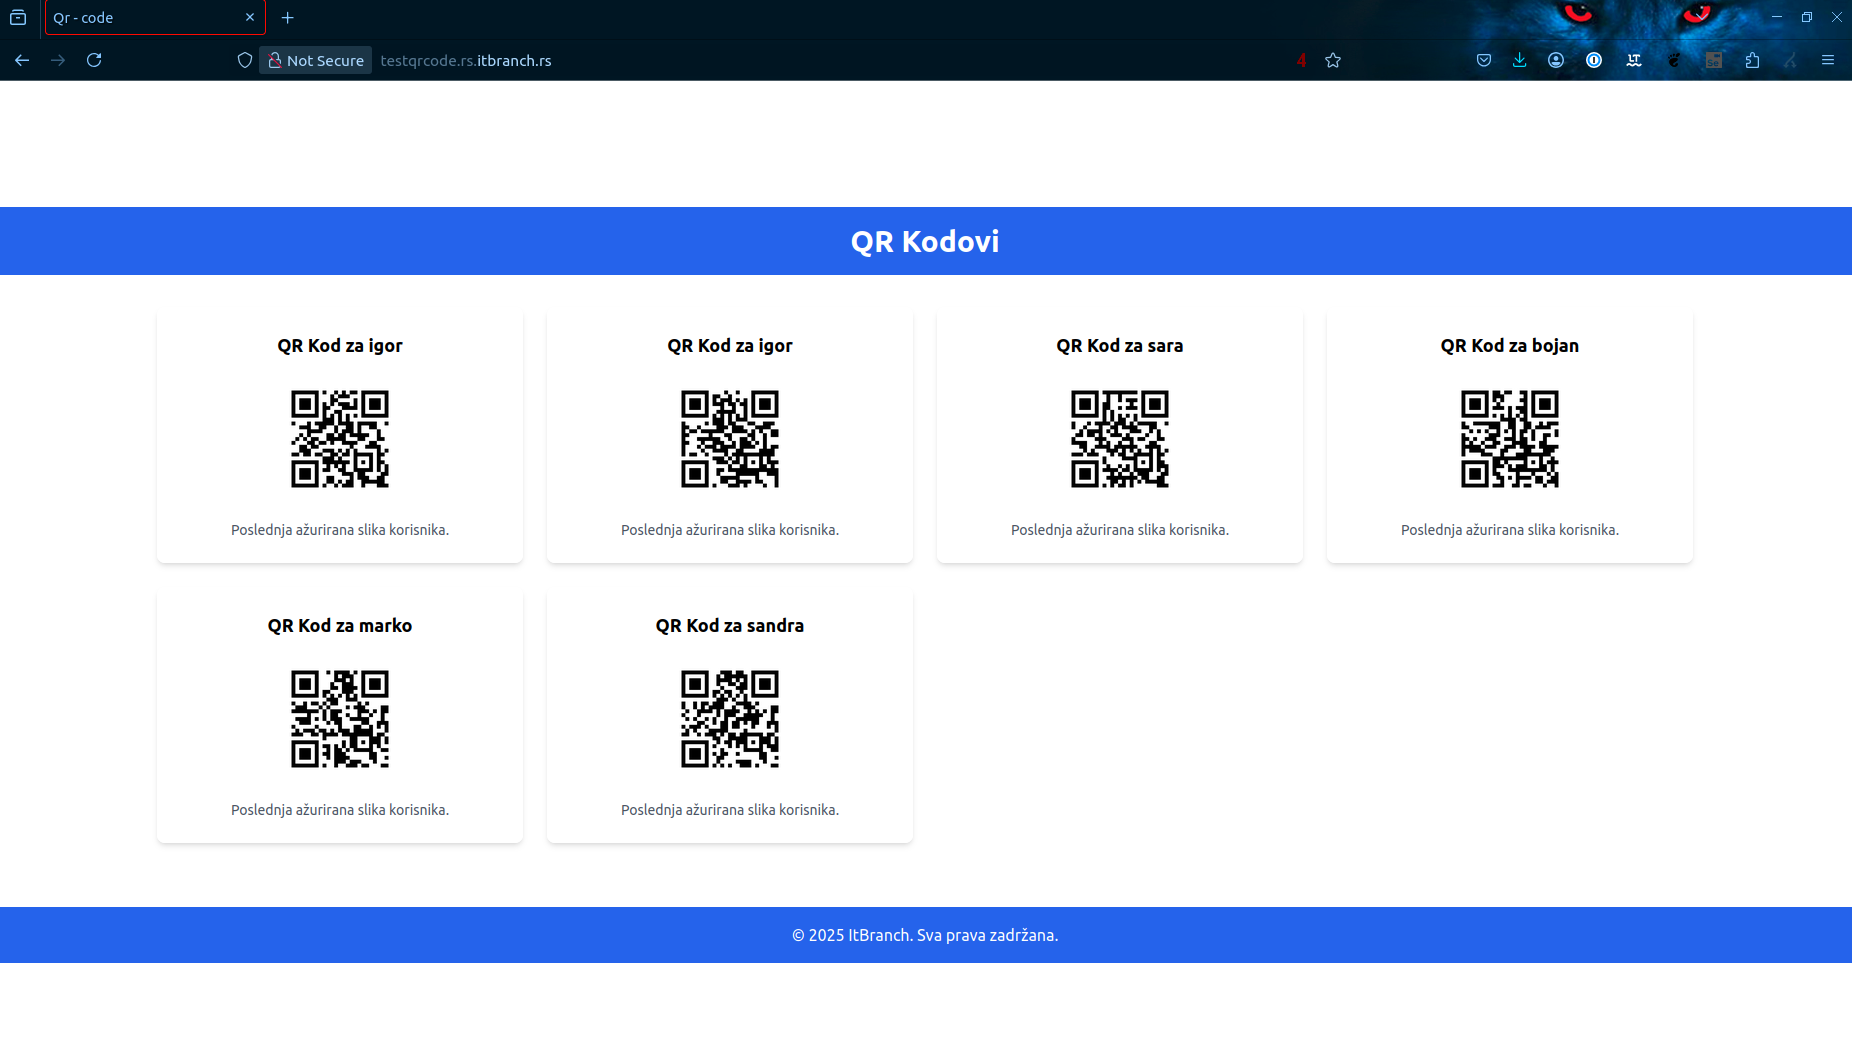 Qr - code
Not Secure
testqrcode.rs.itbranch.rs
4
QR Kodovi
QR Kod za igor
QR Kod za igor
QR Kod za sara
QR Kod za bojan
Poslednja ažurirana slika korisnika.
Poslednja ažurirana slika korisnika.
Poslednja ažurirana slika korisnika.
Poslednja ažurirana slika korisnika.
QR Kod za marko
QR Kod za sandra
Poslednja ažurirana slika korisnika.
Poslednja ažurirana slika korisnika.
© 2025 ItBranch. Sva prava zadržana.